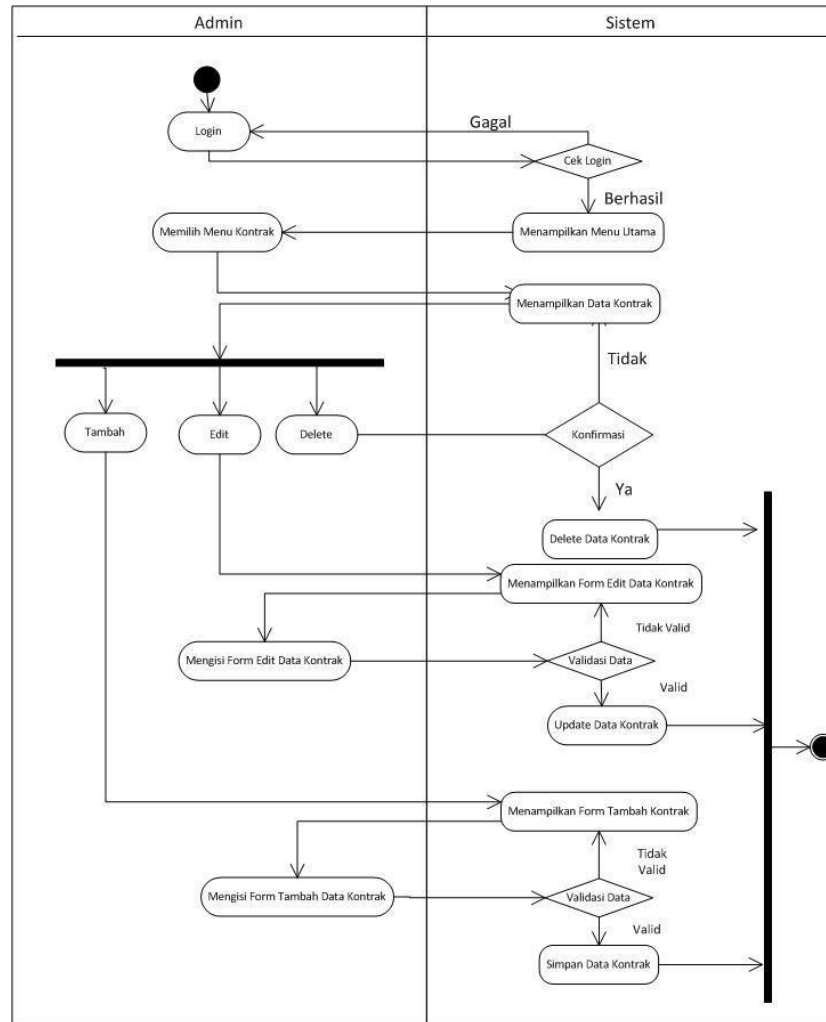 Admin
Sistem
Gagal
Login
Cek Login
Berhasil
Memilih Menu Kontrak
Menampilkan Menu Utama
Menampilkan Data Kontrak
Tidak
Tambah
Edit
Delete
Konfirmasi
Ya
Delete Data Kontrak
Menampilkan Form Edit Data Kontrak
Tidak Valid
Mengisi Form Edit Data Kontrak
Validasi Data
Valid
Update Data Kontrak
Menampilkan Form Tambah Kontrak
Tidak
Valid
Mengisi Form Tambah Data Kontrak
Validasi Data
Valid
Simpan Data Kontrak